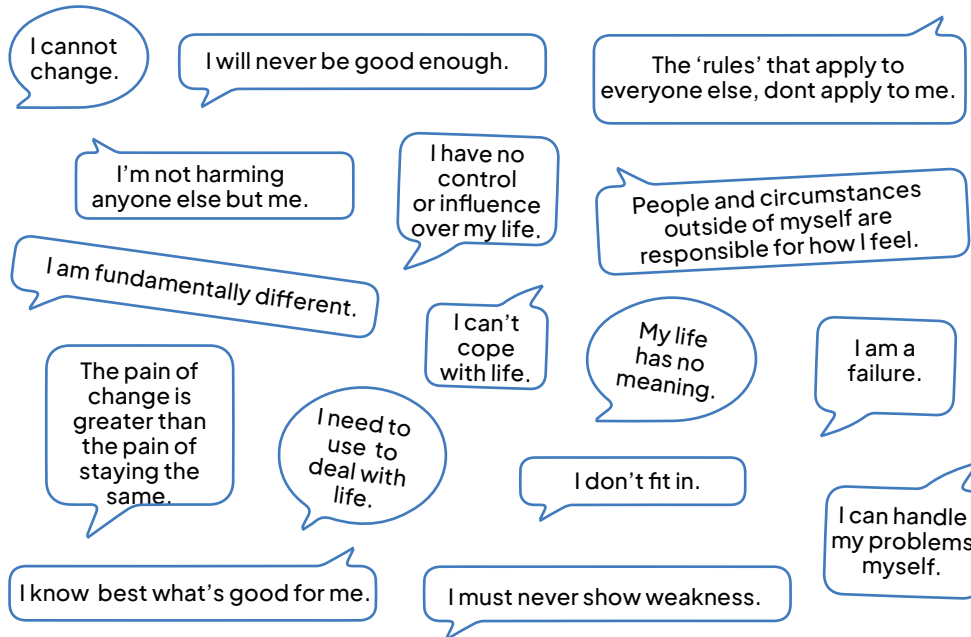 I cannot
change.
I will never be good enough.
The ‘rules’ that apply to
everyone else, dont apply to me.
I’m not harming
anyone else but me.
I have no
control
or influence
over my life.
People and circumstances
outside of myself are
responsible for how I feel.
I am fundamentally different.
I can’t
cope
with life.
My life
has no
meaning.
I am a
failure.
The pain of
change is
greater than
the pain of
staying the
same.
I need to
use to
deal with
life.
I don’t fit in.
I can handle
my problems
myself.
I know best what’s good for me.
I must never show weakness.